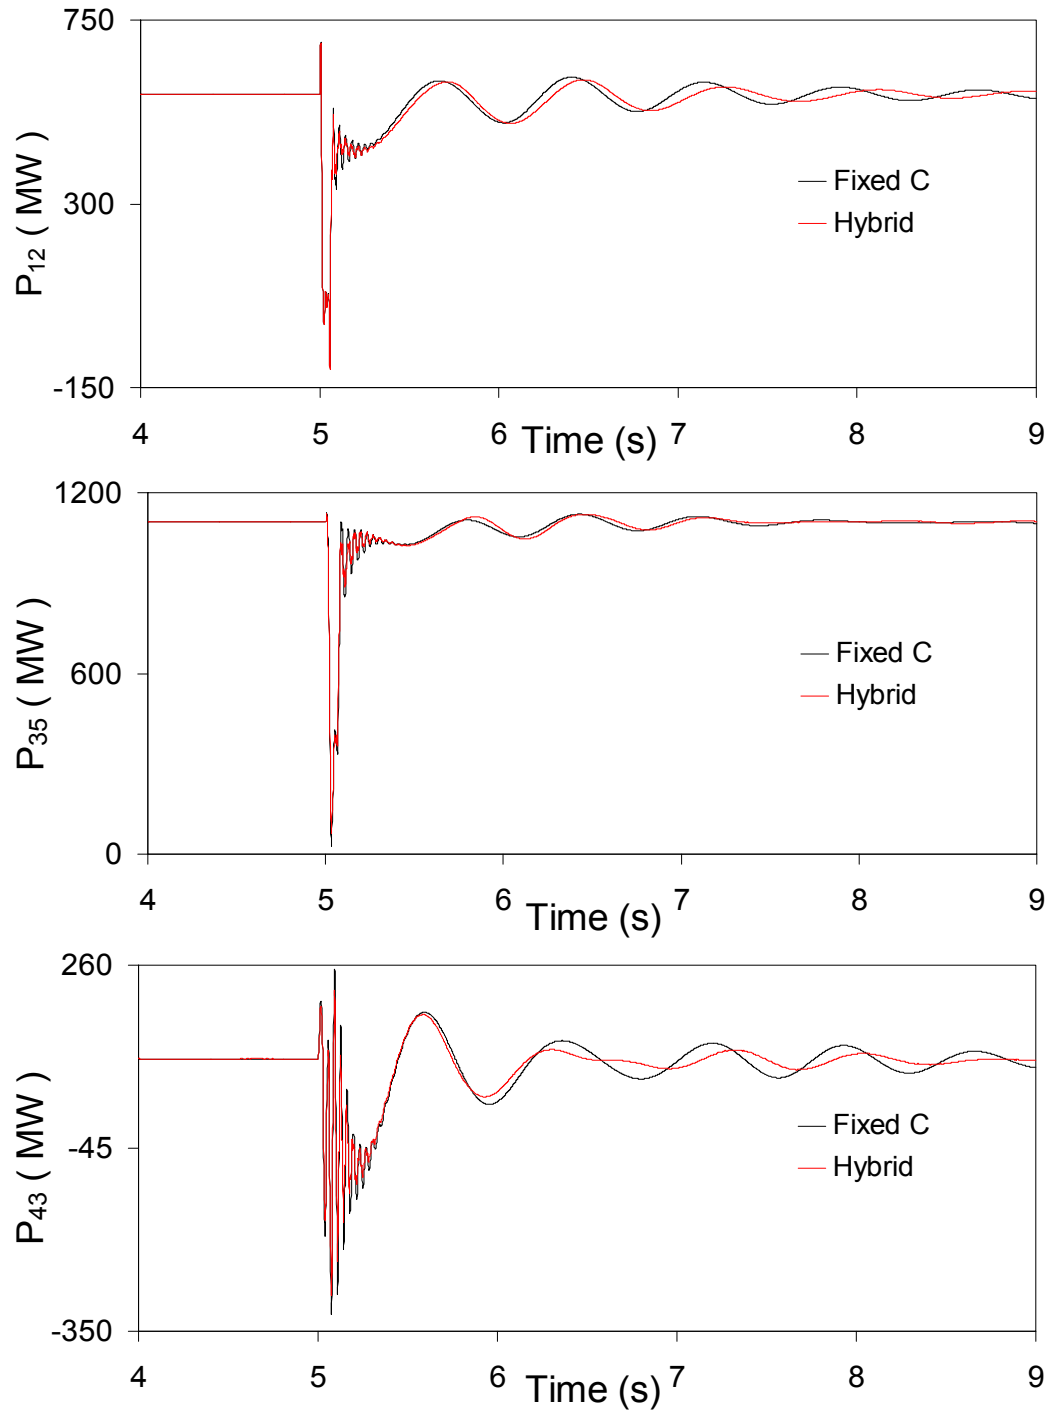 750
300
-150
P12 ( MW )
Fixed C
Hybrid
4 5 6 7 8 9
Time (s)
1200
600
0
P35 ( MW )
Fixed C
Hybrid
4 5 6 7 8 9
Time (s)
260
-45
-350
P43 ( MW )
Fixed C
Hybrid
4 5 6 7 8 9
Time (s)